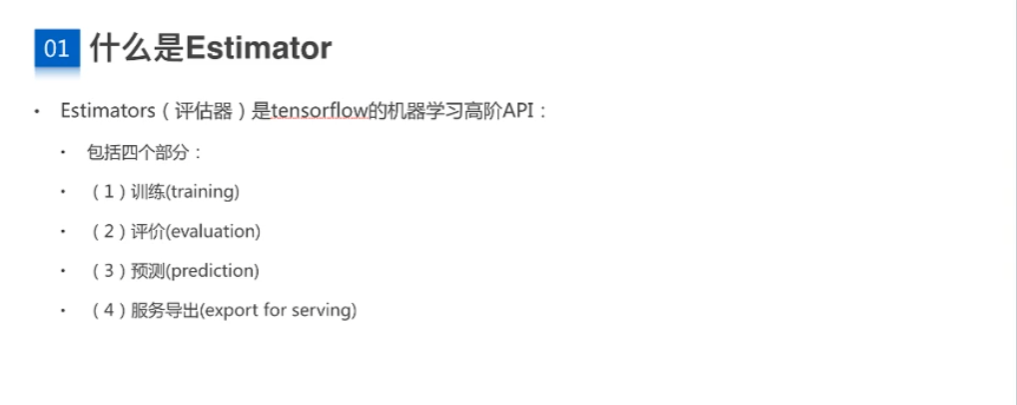 01 什么是Estimator
• Estimators（评估器）是tensorflow的机器学习高阶API：
• 包括四个部分：
• （1）训练(training)
• （2）评价(evaluation)
• （3）预测(prediction)
• （4）服务导出(export for serving)